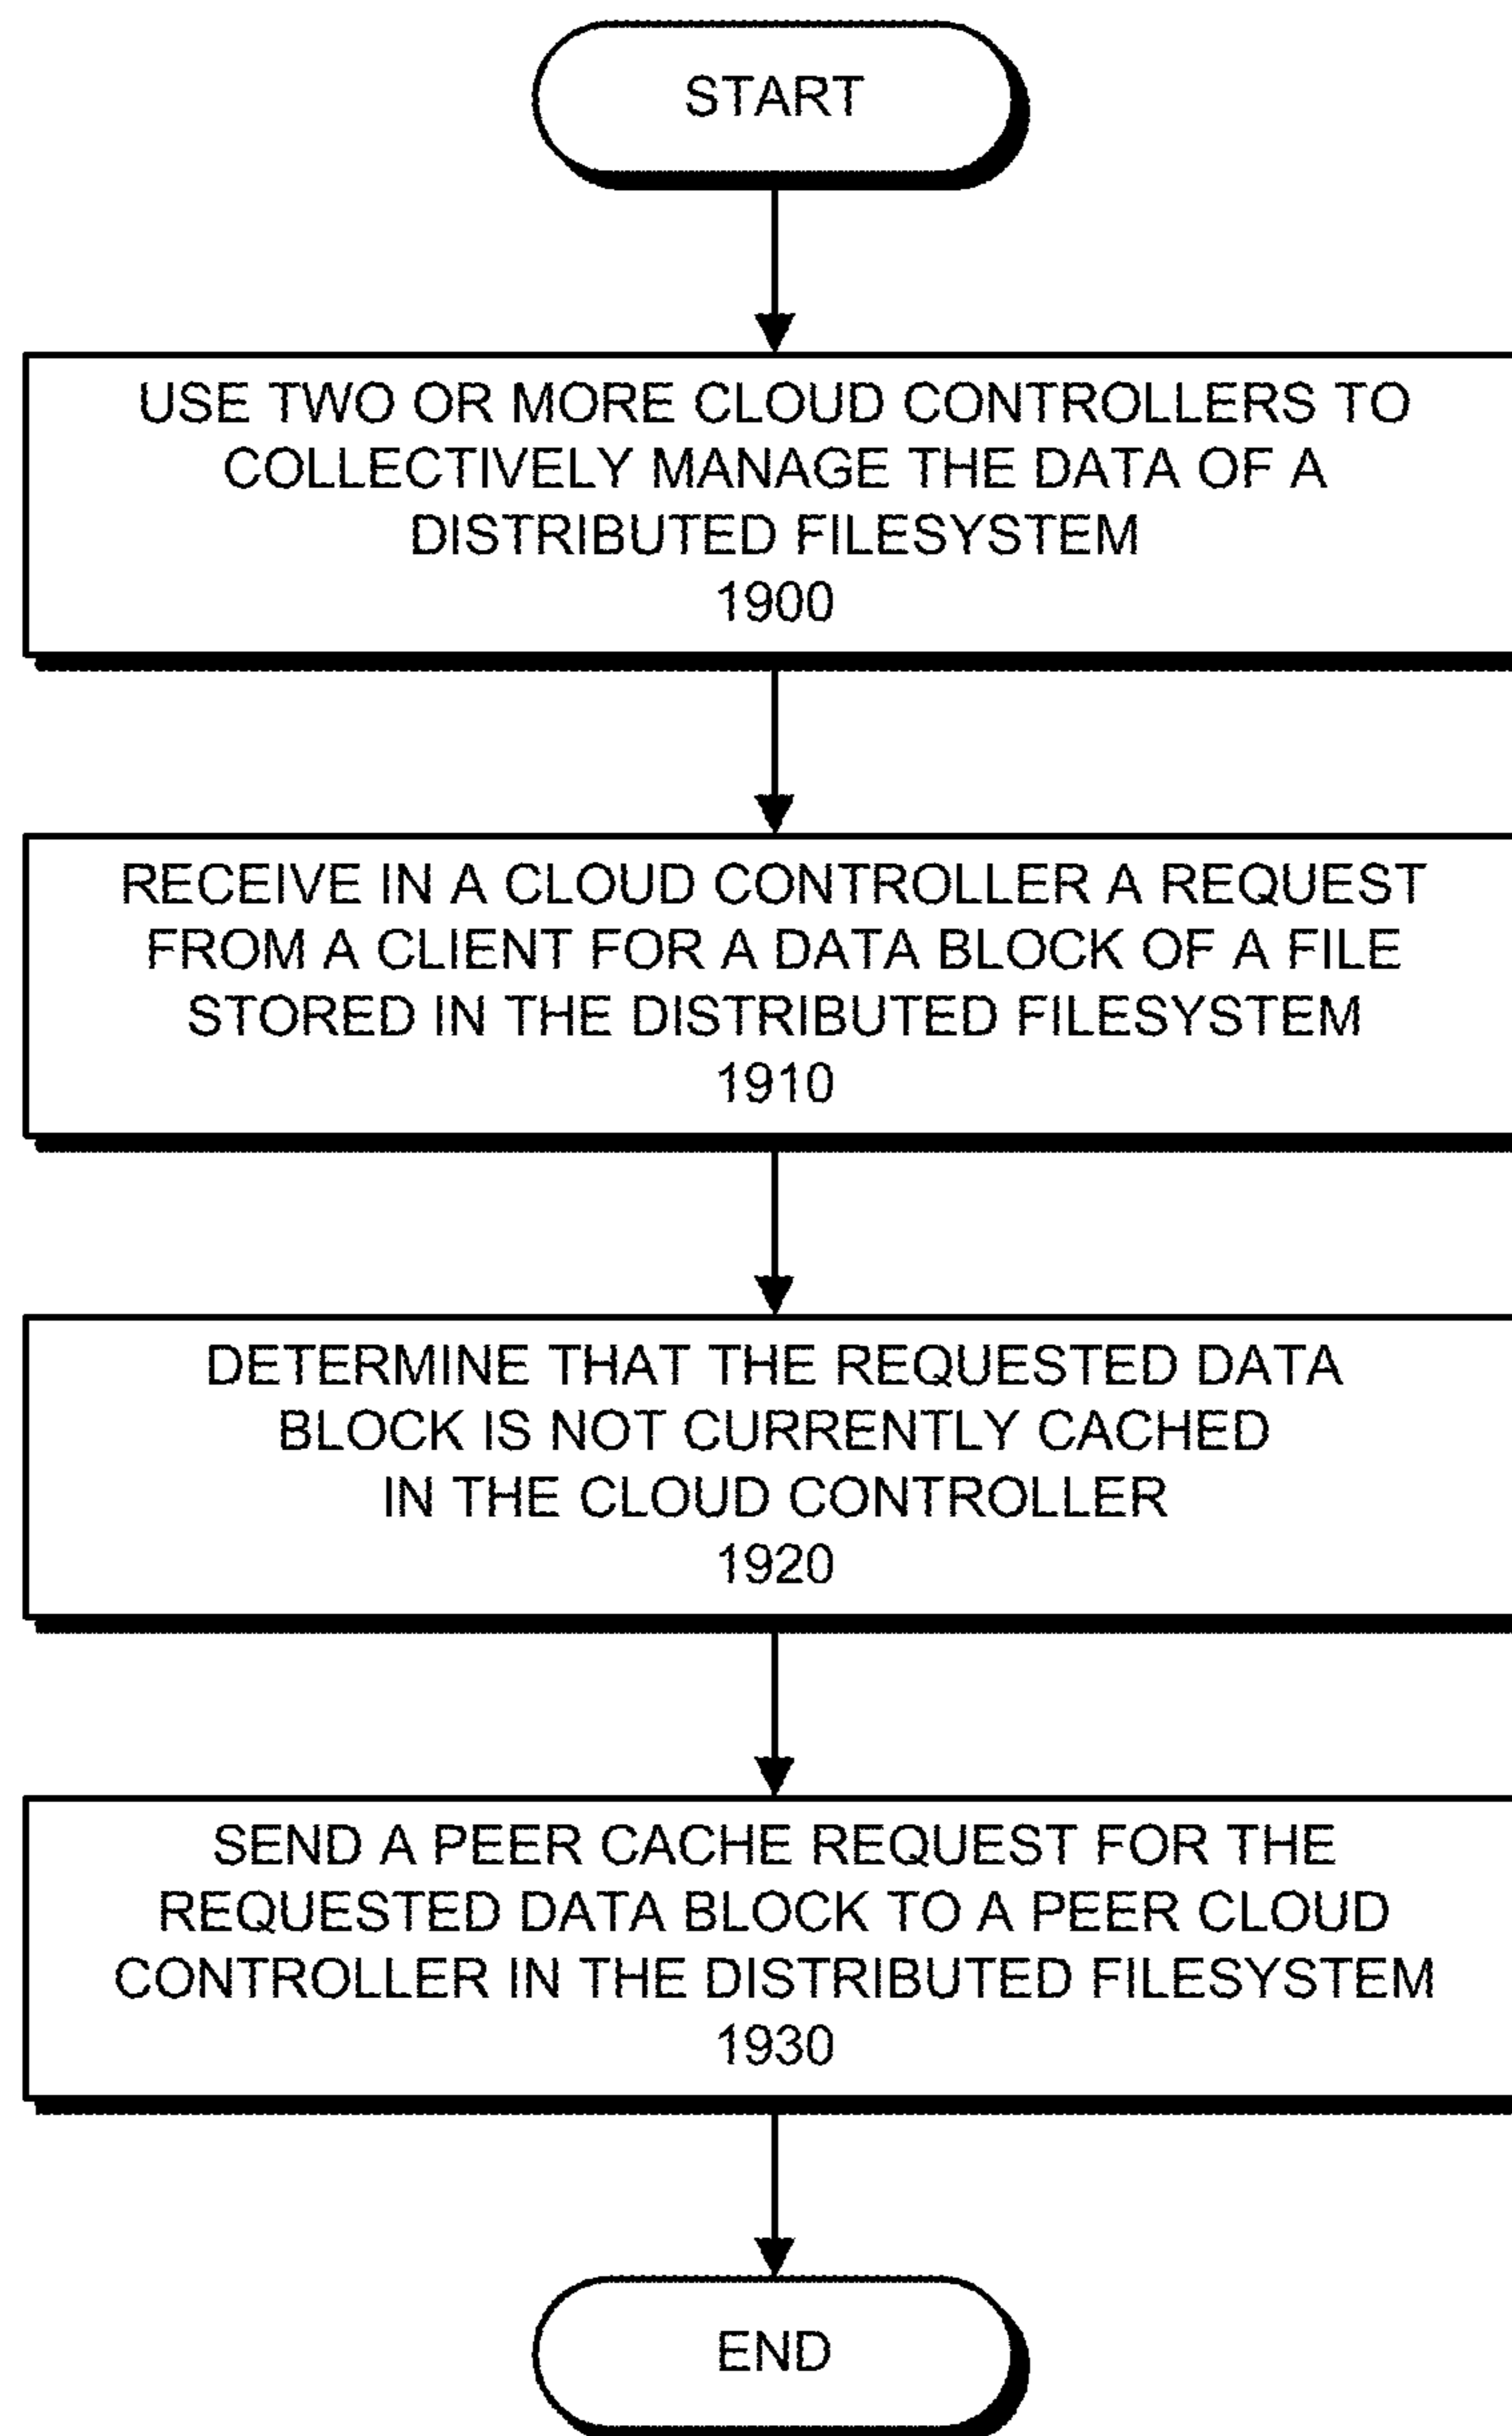 START
USE TWO OR MORE CLOUD CONTROLLERS TO
COLLECTIVELY MANAGE THE DATA OF A
DISTRIBUTED FILESYSTEM
1900
RECEIVE IN A CLOUD CONTROLLER A REQUEST
FROM A CLIENT FOR A DATA BLOCK OF A FILE
STORED IN THE DISTRIBUTED FILESYSTEM
1910
DETERMINE THAT THE REQUESTED DATA
BLOCK IS NOT CURRENTLY CACHED
IN THE CLOUD CONTROLLER
1920
SEND A PEER CACHE REQUEST FOR THE
REQUESTED DATA BLOCK TO A PEER CLOUD
CONTROLLER IN THE DISTRIBUTED FILESYSTEM
1930
END